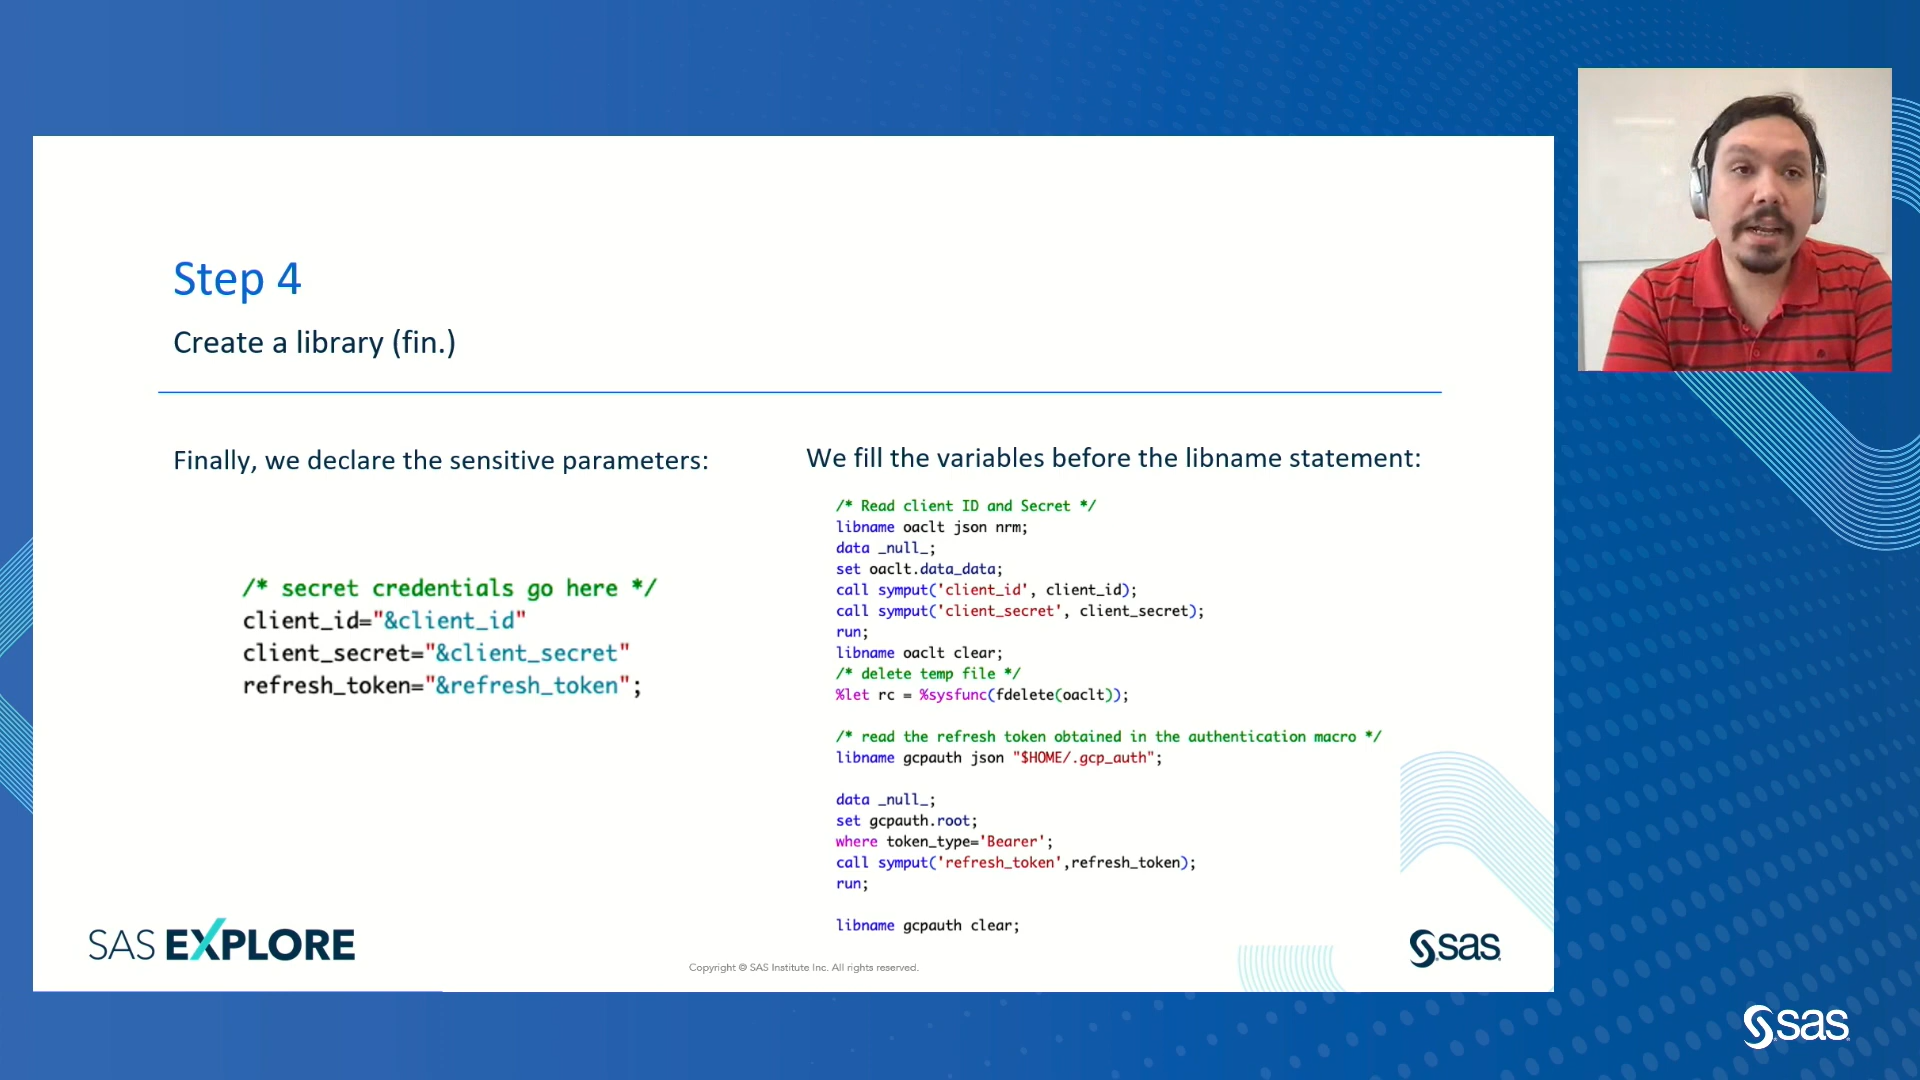 Step 4
Create a library (fin.)
Finally, we declare the sensitive parameters:
/* secret credentials go here */
client_id="&client_id"
client_secret="&client_secret"
refresh_token="&refresh_token";
We fill the variables before the libname statement:
/* Read client ID and Secret */
libname oaclt json nrm;
data _null_;
set oaclt.data_data;
call symput('client_id', client_id);
call symput('client_secret', client_secret);
run;
libname oaclt clear;
/* delete temp file */
%let rc = %sysfunc(fdelete(oaclt));
/* read the refresh token obtained in the authentication macro */
libname gcpauth json "$HOME/.gcp_auth";
data _null_;
set gcpauth.root;
where token_type='Bearer';
call symput('refresh_token',refresh_token);
run;
libname gcpauth clear;
SAS EXPLORE
Copyright © SAS Institute Inc. All rights reserved.
sas
sas